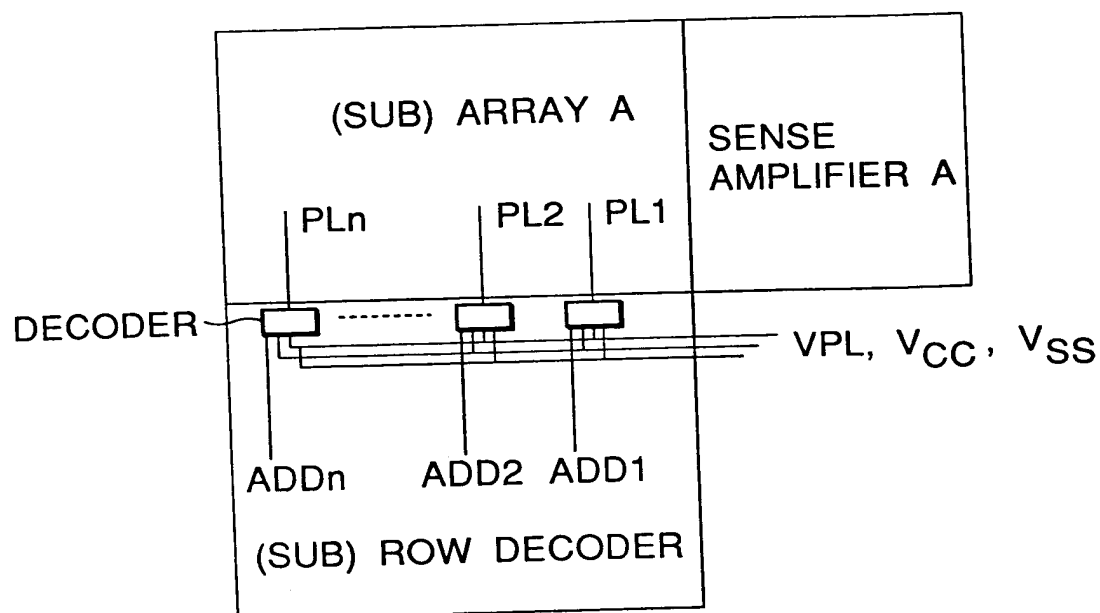 (SUB) ARRAY A
SENSE
AMPLIFIER A
PLn PL2 PL1
DECODER
VPL, VCC, VSS
ADDn ADD2 ADD1
(SUB) ROW DECODER